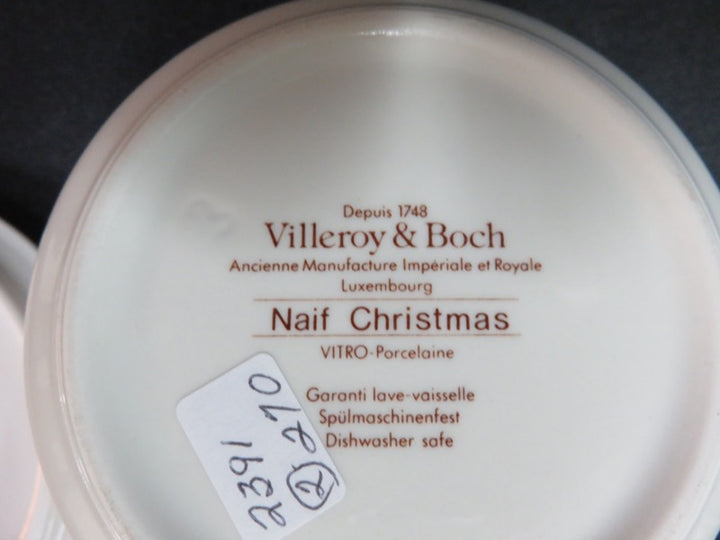 Depuis 1748
Villeroy & Boch
Ancienne Manufacture Impériale et Royale
Luxembourg
Naif Christmas
VITRO-Porcelaine
Garanti lave-vaisselle
Spülmaschinenfest
Dishwasher safe
2391
(2) 270